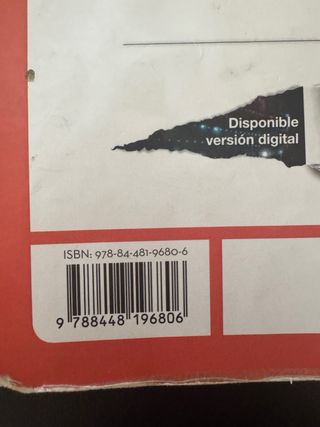 Disponible
versión digital
ISBN: 978-84-481-9680-6
9 788448 196806